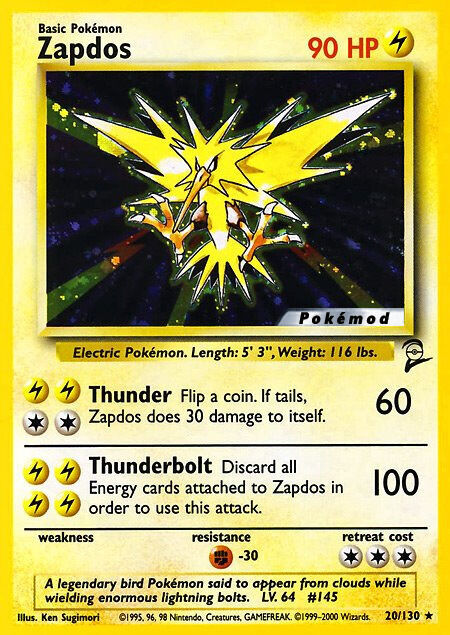 Basic Pokémon
Zapdos 90 HP
Pokémod
Electric Pokémon. Length: 5' 3", Weight: 116 lbs.
Thunder Flip a coin. If tails,
Zapdos does 30 damage to itself.
60
Thunderbolt Discard all
Energy cards attached to Zapdos in
order to use this attack.
100
weakness resistance retreat cost
-30
A legendary bird Pokémon said to appear from clouds while
wielding enormous lightning bolts. LV. 64 #145
Illus. Ken Sugimori ©1995, 96, 98 Nintendo, Creatures, GAMEFREAK. ©1999-2000 Wizards. 20/130 ★